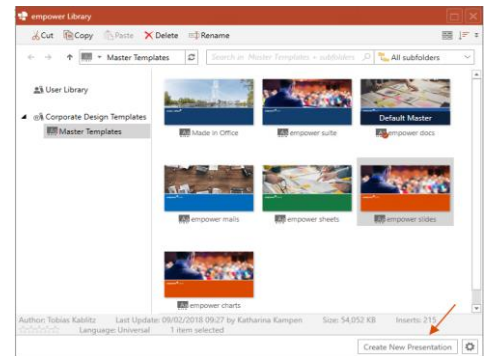 empower Library
Cut Copy Paste Delete Rename
Master Templates Search in Master Templates + subfolders All subfolders
User Library
Corporate Design Templates
Master Templates
Default Master
Made in Office empower suite empower docs
empower mails empower sheets empower slides
empower charts
Author: Tobias Kablitz Last Update: 09/02/2018 09:27 by Katharina Kampen Size: 54,052 KB Inserts: 215
Language: Universal 1 item selected
Create New Presentation